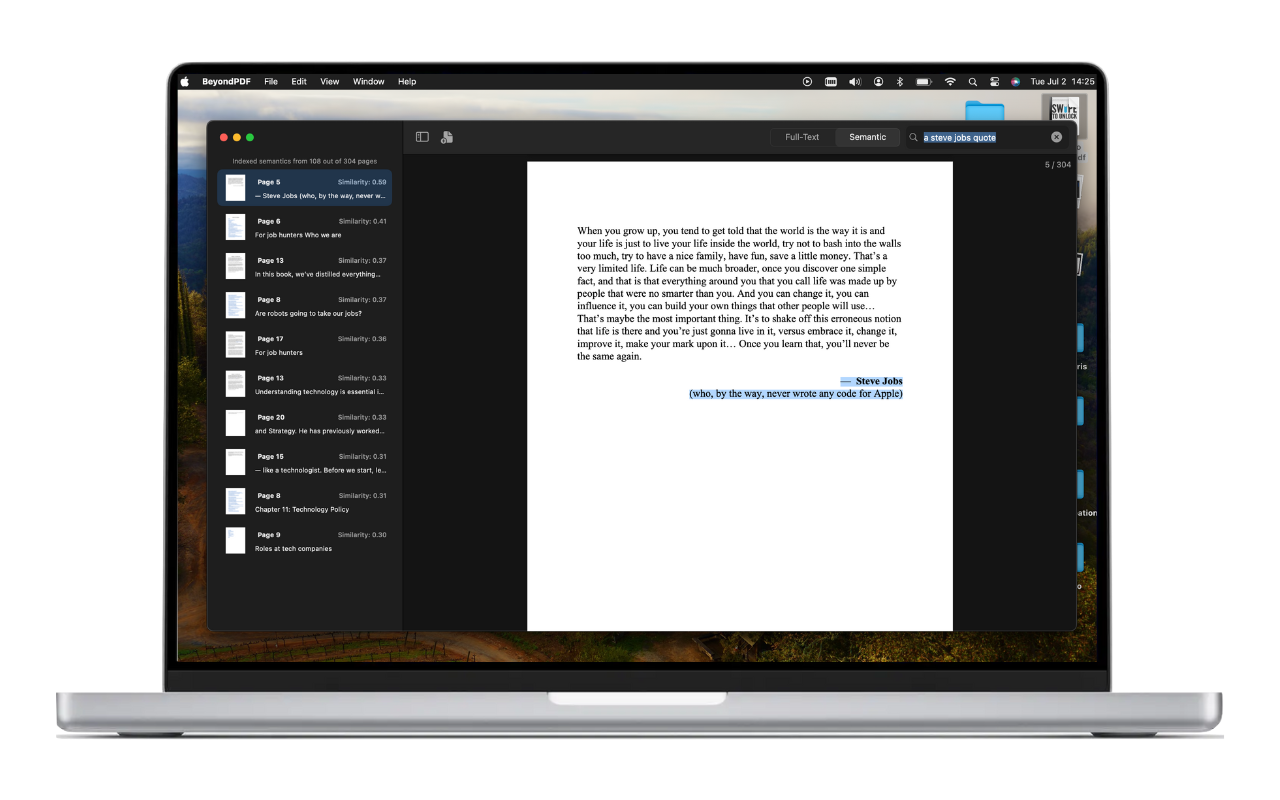 BeyondPDF File Edit View Window Help Tue Jul 2 14:25
SWIFT
TO UNLOCK
Full-Text Semantic a steve jobs quote
Indexed semantics from 108 out of 304 pages
5 / 304
Page 5 Similarity: 0.59
— Steve Jobs (who, by the way, never w...
Page 6 Similarity: 0.41
For job hunters Who we are
Page 13 Similarity: 0.37
In this book, we've distilled everything...
Page 8 Similarity: 0.37
Are robots going to take our jobs?
Page 17 Similarity: 0.36
For job hunters
Page 13 Similarity: 0.33
Understanding technology is essential i...
Page 20 Similarity: 0.33
and Strategy. He has previously worked...
Page 15 Similarity: 0.31
— like a technologist. Before we start, le...
Page 8 Similarity: 0.31
Chapter 11: Technology Policy
Page 9 Similarity: 0.30
Roles at tech companies
When you grow up, you tend to get told that the world is the way it is and
your life is just to live your life inside the world, try not to bash into the walls
too much, try to have a nice family, have fun, save a little money. That's a
very limited life. Life can be much broader, once you discover one simple
fact, and that is that everything around you that you call life was made up by
people that were no smarter than you. And you can change it, you can
influence it, you can build your own things that other people will use…
That's maybe the most important thing. It's to shake off this erroneous notion
that life is there and you're just gonna live in it, versus embrace it, change it,
improve it, make your mark upon it… Once you learn that, you'll never be
the same again.
— Steve Jobs
(who, by the way, never wrote any code for Apple)
df
ris
ation
o